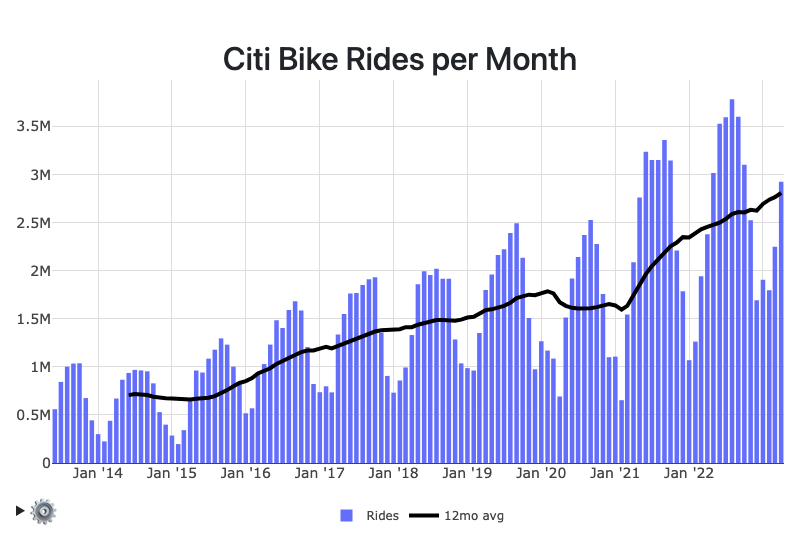 Citi Bike Rides per Month
3.5M
3M
2.5M
2M
1.5M
1M
0.5M
0
Jan '14 Jan '15 Jan '16 Jan '17 Jan '18 Jan '19 Jan '20 Jan '21 Jan '22
Rides 12mo avg